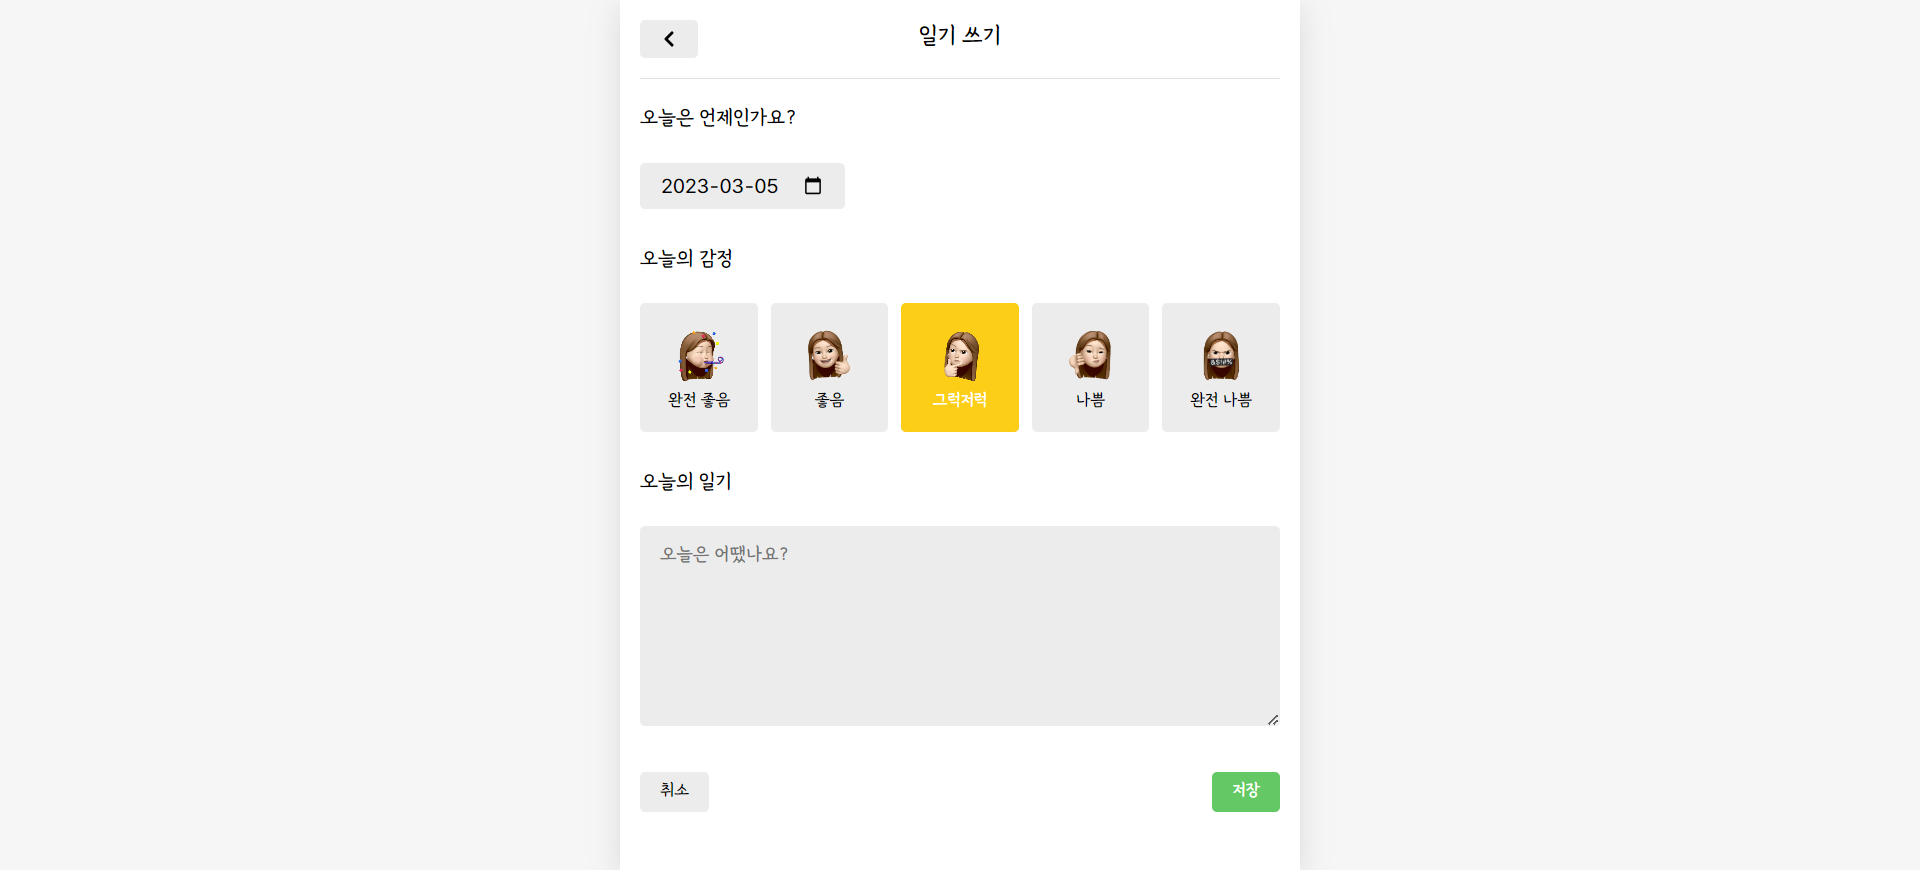 일기 쓰기
오늘은 언제인가요?
2023-03-05
오늘의 감정
완전 좋음 좋음 그럭저럭 나쁨 완전 나쁨
오늘의 일기
오늘은 어땠나요?
취소 저장